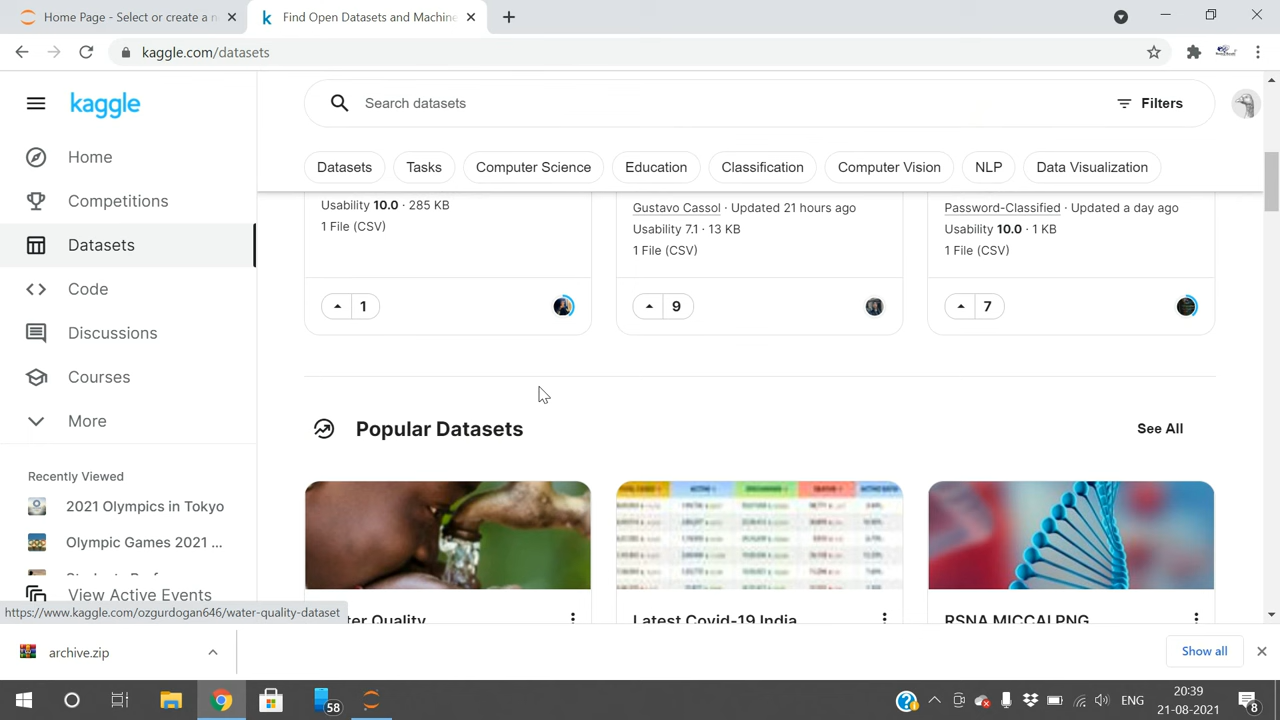 Home Page - Select or create a n
Find Open Datasets and Machine
kaggle.com/datasets
kaggle
Search datasets
Filters
Home
Competitions
Datasets
Code
Discussions
Courses
More
Recently Viewed
2021 Olympics in Tokyo
Olympic Games 2021 ...
View Active Events
Datasets
Tasks
Computer Science
Education
Classification
Computer Vision
NLP
Data Visualization
Usability 10.0 · 285 KB
1 File (CSV)
1
Gustavo Cassol · Updated 21 hours ago
Usability 7.1 · 13 KB
1 File (CSV)
9
Password-Classified · Updated a day ago
Usability 10.0 · 1 KB
1 File (CSV)
7
Popular Datasets
See All
ter Quality
Latest Covid-19 India
RSNA MICCAI PNG
https://www.kaggle.com/ozgurdogan646/water-quality-dataset
archive.zip
Show all
58
ENG
20:39
21-08-2021
8